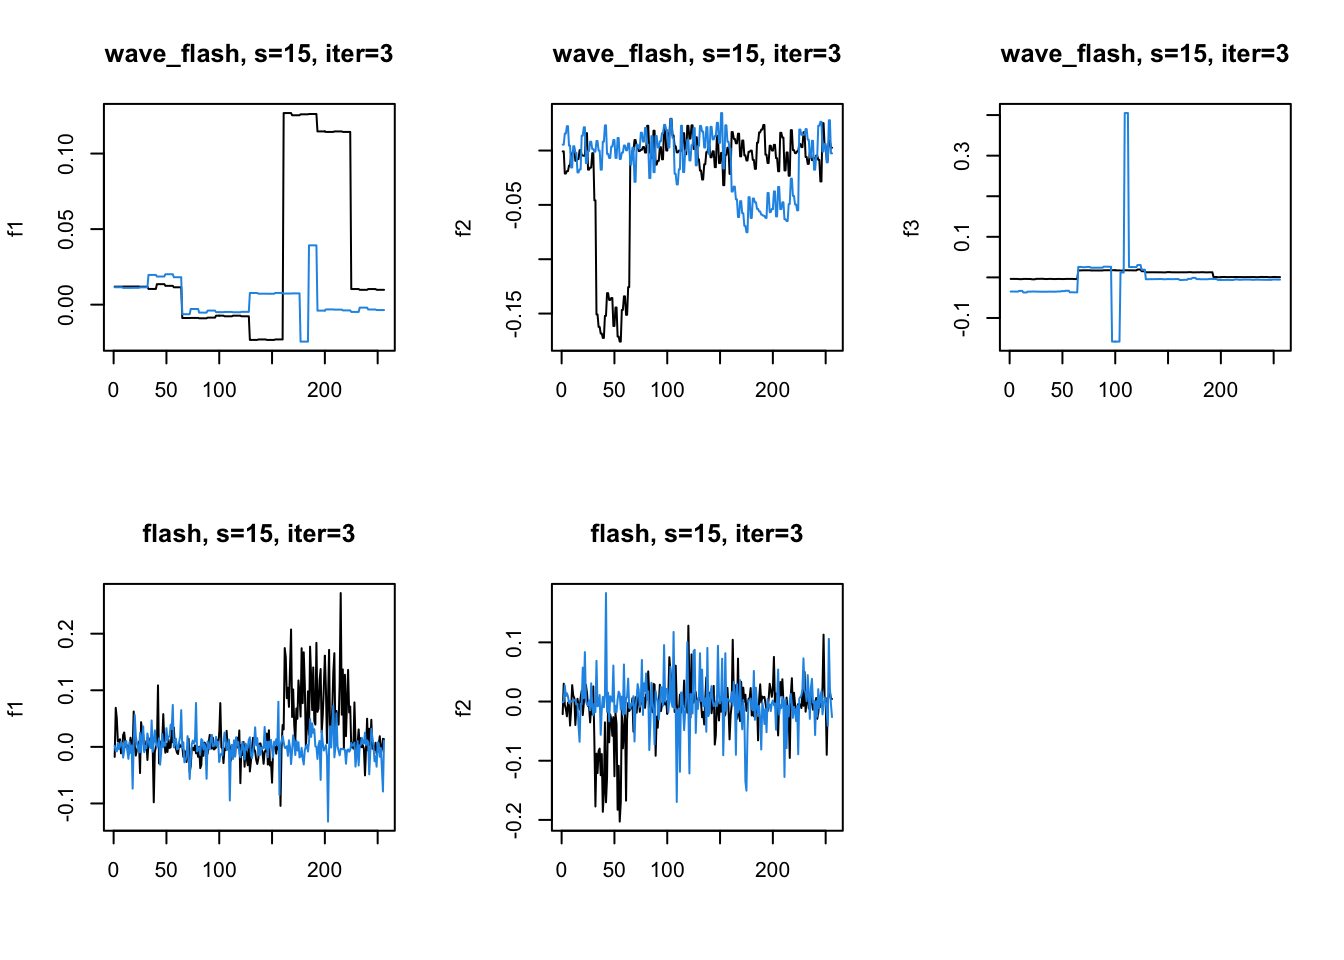 wave_flash, s=15, iter=3
f1
0.00 0.05 0.10
0 50 100 200
wave_flash, s=15, iter=3
f2
-0.15 -0.05
0 50 100 200
wave_flash, s=15, iter=3
f3
-0.1 0.1 0.3
0 50 100 200
flash, s=15, iter=3
f1
-0.1 0.0 0.1 0.2
0 50 100 200
flash, s=15, iter=3
f2
-0.2 -0.1 0.0 0.1
0 50 100 200